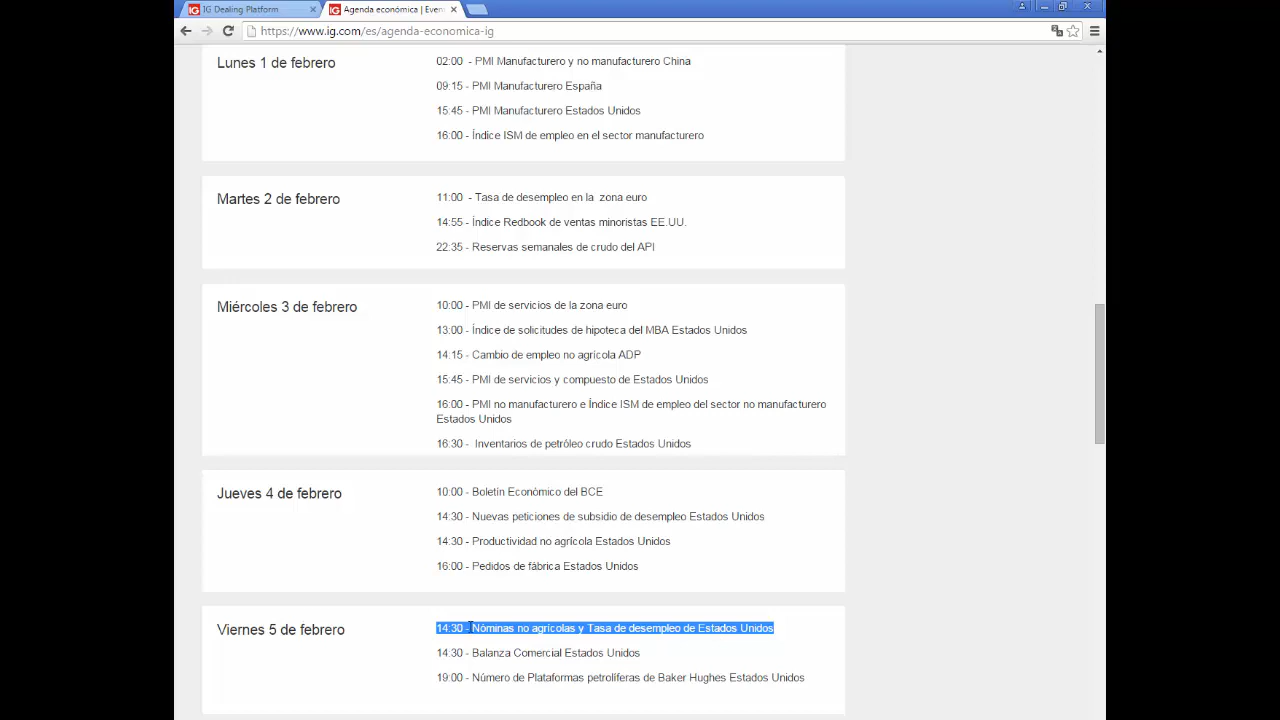 IG Dealing Platform
Agenda económica | Even
https://www.ig.com/es/agenda-economica-ig
Lunes 1 de febrero
02:00 - PMI Manufacturero y no manufacturero China
09:15 - PMI Manufacturero España
15:45 - PMI Manufacturero Estados Unidos
16:00 - Índice ISM de empleo en el sector manufacturero
Martes 2 de febrero
11:00 - Tasa de desempleo en la zona euro
14:55 - Índice Redbook de ventas minoristas EE.UU.
22:35 - Reservas semanales de crudo del API
Miércoles 3 de febrero
10:00 - PMI de servicios de la zona euro
13:00 - Índice de solicitudes de hipoteca del MBA Estados Unidos
14:15 - Cambio de empleo no agrícola ADP
15:45 - PMI de servicios y compuesto de Estados Unidos
16:00 - PMI no manufacturero e Índice ISM de empleo del sector no manufacturero
Estados Unidos
16:30 - Inventarios de petróleo crudo Estados Unidos
Jueves 4 de febrero
10:00 - Boletín Económico del BCE
14:30 - Nuevas peticiones de subsidio de desempleo Estados Unidos
14:30 - Productividad no agrícola Estados Unidos
16:00 - Pedidos de fábrica Estados Unidos
Viernes 5 de febrero
14:30 - Nóminas no agrícolas y Tasa de desempleo de Estados Unidos
14:30 - Balanza Comercial Estados Unidos
19:00 - Número de Plataformas petrolíferas de Baker Hughes Estados Unidos